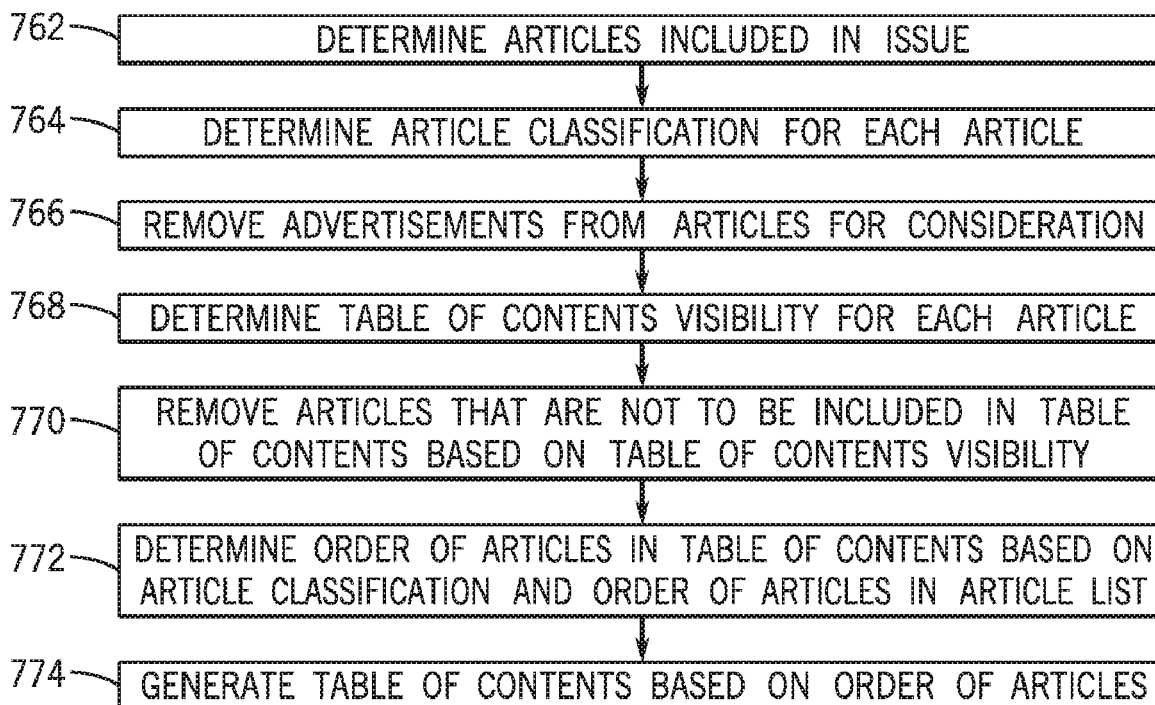 762 DETERMINE ARTICLES INCLUDED IN ISSUE
764 DETERMINE ARTICLE CLASSIFICATION FOR EACH ARTICLE
766 REMOVE ADVERTISEMENTS FROM ARTICLES FOR CONSIDERATION
768 DETERMINE TABLE OF CONTENTS VISIBILITY FOR EACH ARTICLE
770 REMOVE ARTICLES THAT ARE NOT TO BE INCLUDED IN TABLE
OF CONTENTS BASED ON TABLE OF CONTENTS VISIBILITY
772 DETERMINE ORDER OF ARTICLES IN TABLE OF CONTENTS BASED ON
ARTICLE CLASSIFICATION AND ORDER OF ARTICLES IN ARTICLE LIST
774 GENERATE TABLE OF CONTENTS BASED ON ORDER OF ARTICLES